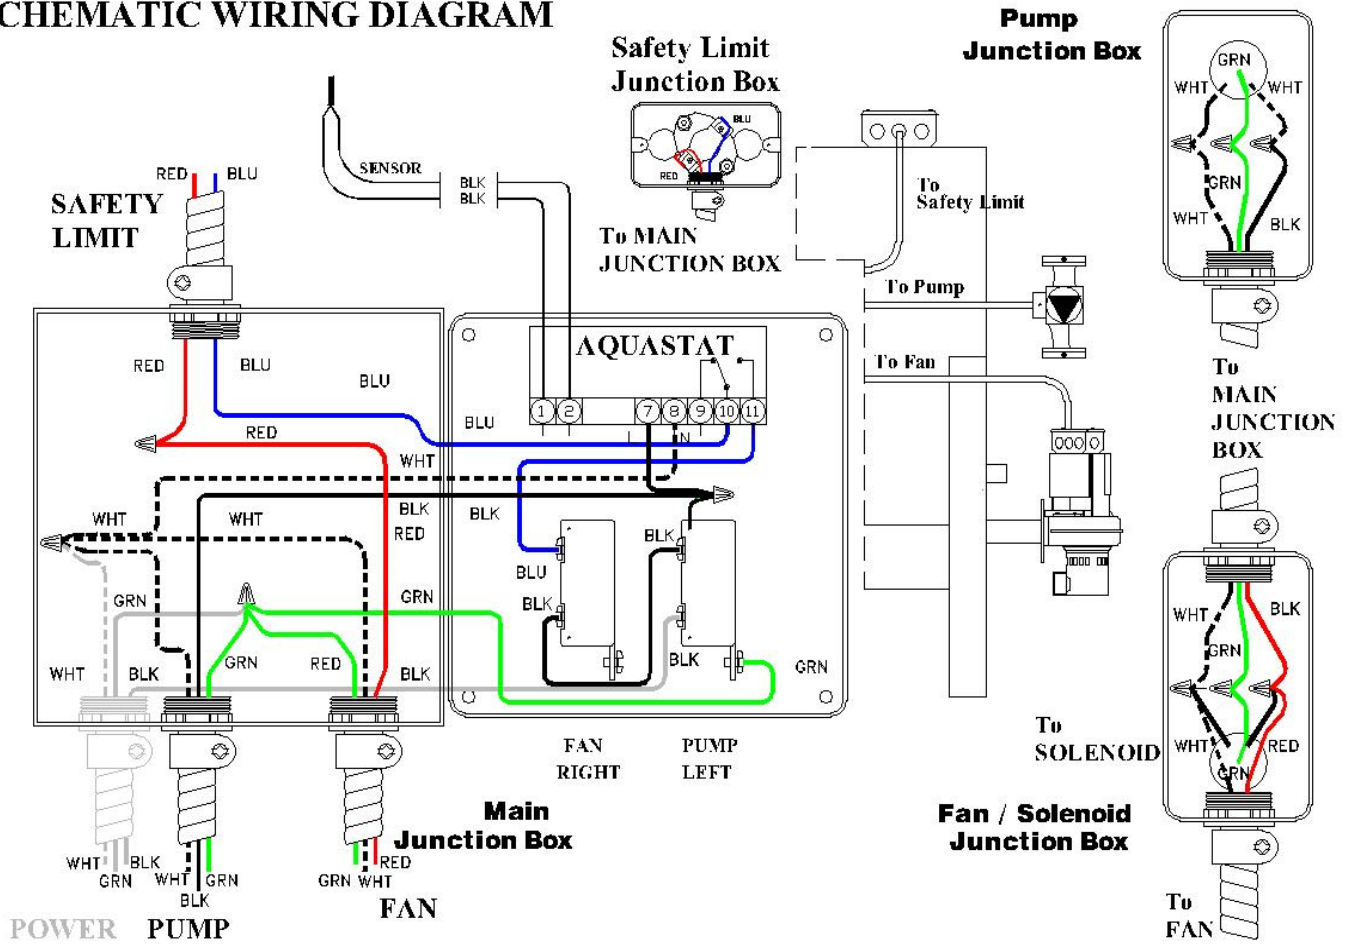 CHEMATIC WIRING DIAGRAM
Pump
Junction Box
Safety Limit
Junction Box
GRN
WHT
WHT
GRN
WHT
BLK
To
MAIN
JUNCTION
BOX
BLU
RED
To MAIN
JUNCTION BOX
To
Safety Limit
To Pump
To Fan
SENSOR
BLK
BLK
RED
BLU
SAFETY
LIMIT
RED
BLU
BLU
RED
BLU
WHT
AQUASTAT
1
2
7
8
9
10
11
L
N
WHT
WHT
BLK
RED
BLK
BLK
BLU
BLK
GRN
GRN
GRN
RED
WHT
BLK
BLK
BLK
GRN
FAN
RIGHT
PUMP
LEFT
Main
Junction Box
WHT
BLK
GRN
WHT
GRN
BLK
RED
GRN
WHT
POWER
PUMP
FAN
WHT
BLK
GRN
To
SOLENOID
WHT
RED
GRN
Fan / Solenoid
Junction Box
To
FAN